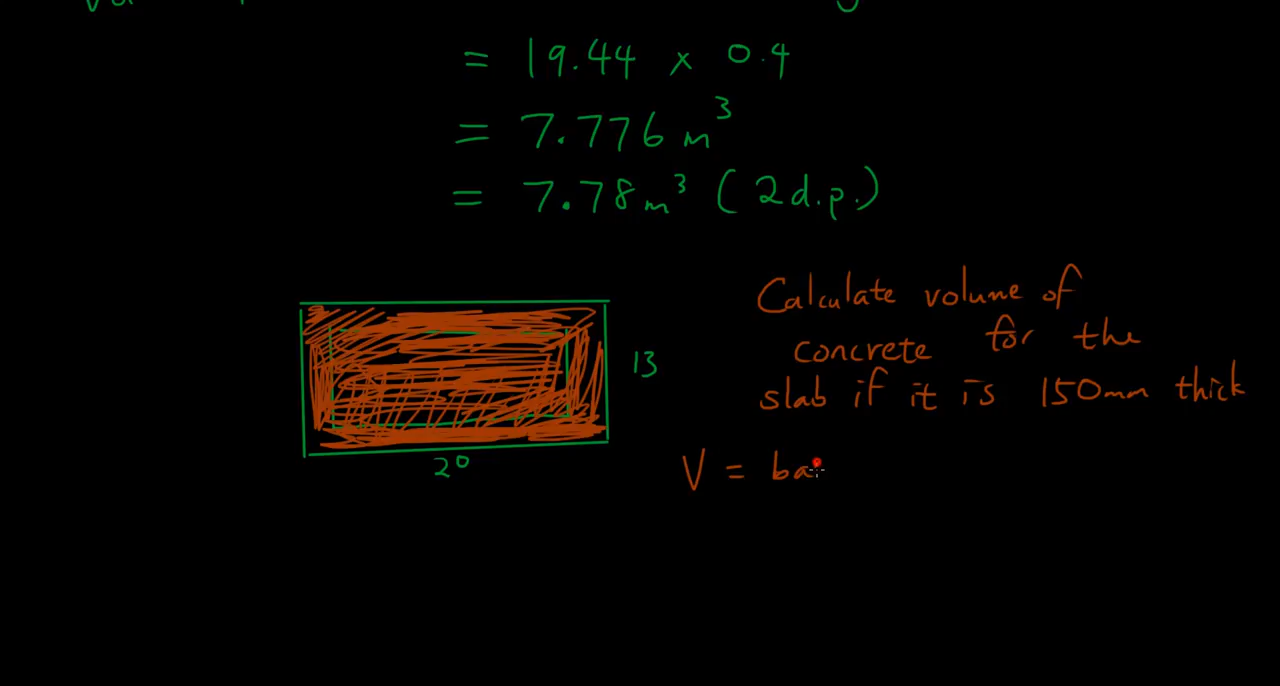 = 19.44 x 0.4
= 7.776 m³
= 7.78 m³ (2 d.p.)
Calculate volume of
13
concrete for the
slab if it is 150mm thick
20
V = ba